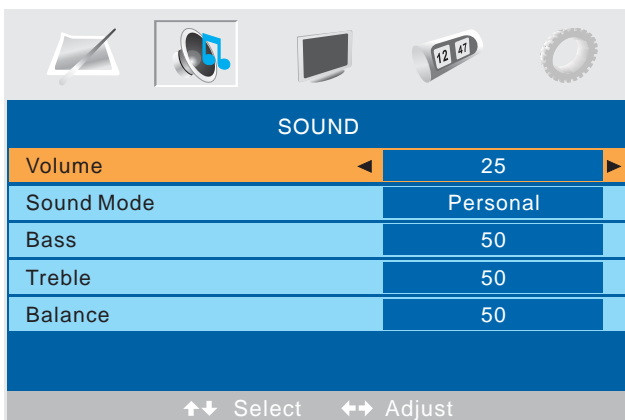 12 47
SOUND
Volume 25
Sound Mode Personal
Bass 50
Treble 50
Balance 50
Select Adjust